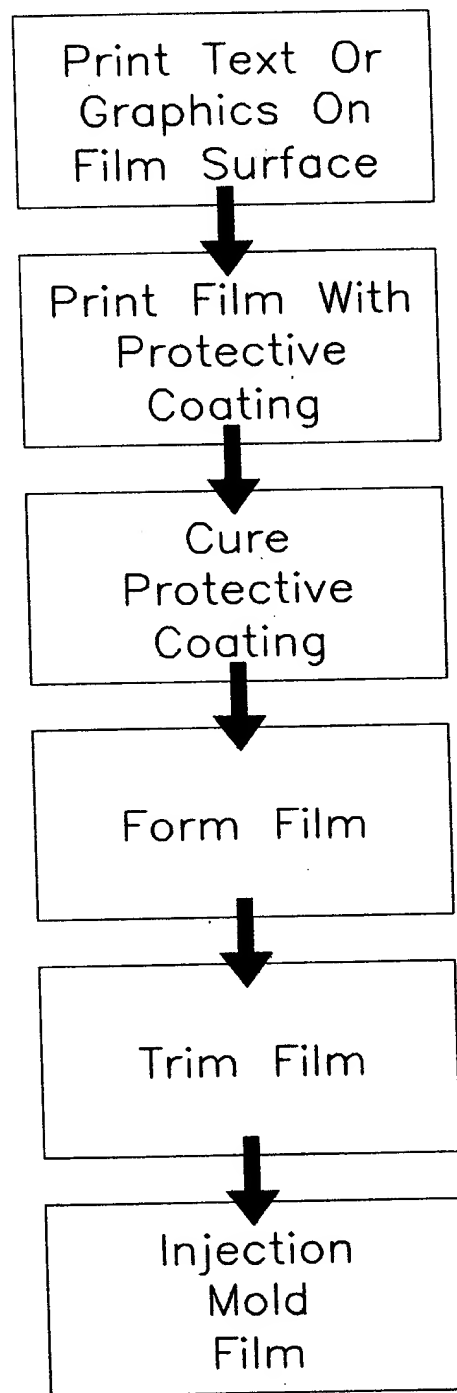 Print Text Or
Graphics On
Film Surface
Print Film With
Protective
Coating
Cure
Protective
Coating
Form Film
Trim Film
Injection
Mold
Film